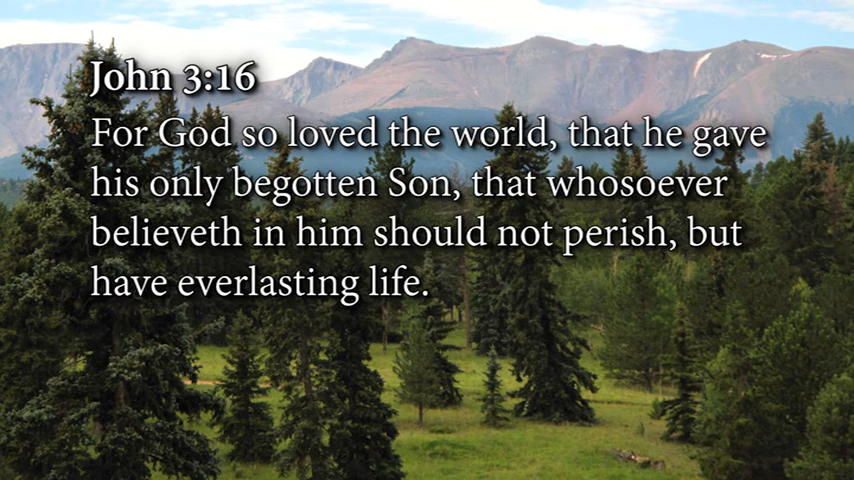 John 3:16
For God so loved the world, that he gave
his only begotten Son, that whosoever
believeth in him should not perish, but
have everlasting life.